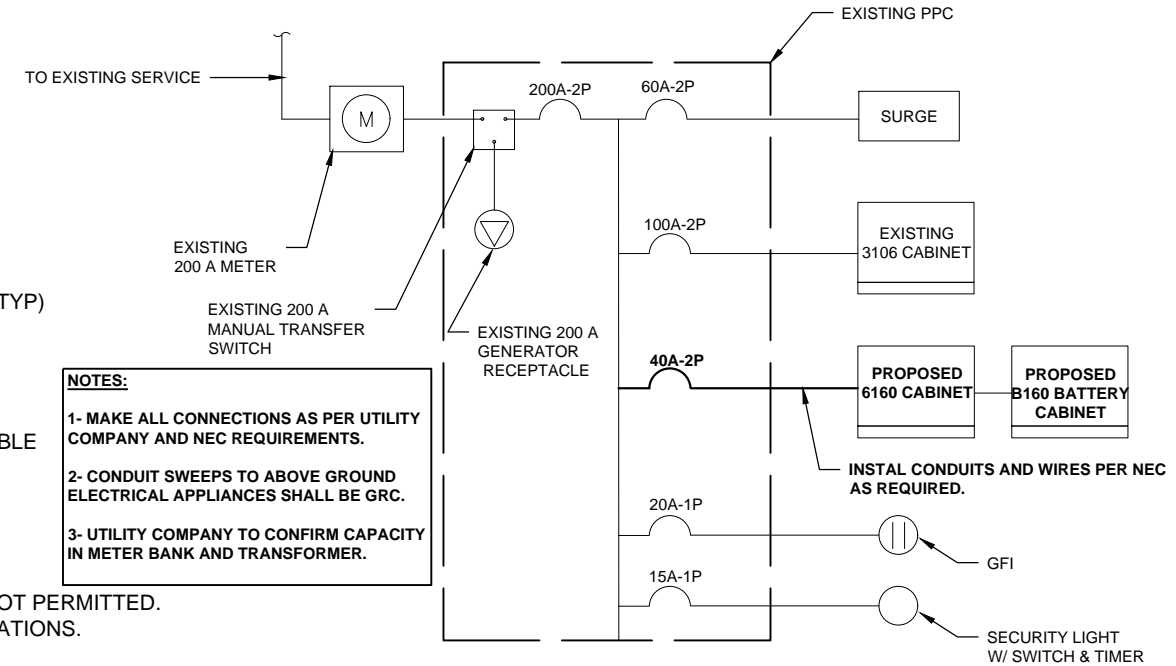 EXISTING PPC
TO EXISTING SERVICE
200A-2P
60A-2P
M
SURGE
EXISTING
200 A METER
EXISTING 200 A
MANUAL TRANSFER
SWITCH
EXISTING 200 A
GENERATOR
RECEPTACLE
100A-2P
EXISTING
3106 CABINET
40A-2P
PROPOSED
6160 CABINET
PROPOSED
B160 BATTERY
CABINET
INSTAL CONDUITS AND WIRES PER NEC
AS REQUIRED.
20A-1P
GFI
15A-1P
SECURITY LIGHT
W/ SWITCH & TIMER
TYP)
BLE
NOTES:
1- MAKE ALL CONNECTIONS AS PER UTILITY
COMPANY AND NEC REQUIREMENTS.
2- CONDUIT SWEEPS TO ABOVE GROUND
ELECTRICAL APPLIANCES SHALL BE GRC.
3- UTILITY COMPANY TO CONFIRM CAPACITY
IN METER BANK AND TRANSFORMER.
OT PERMITTED.
ATIONS.